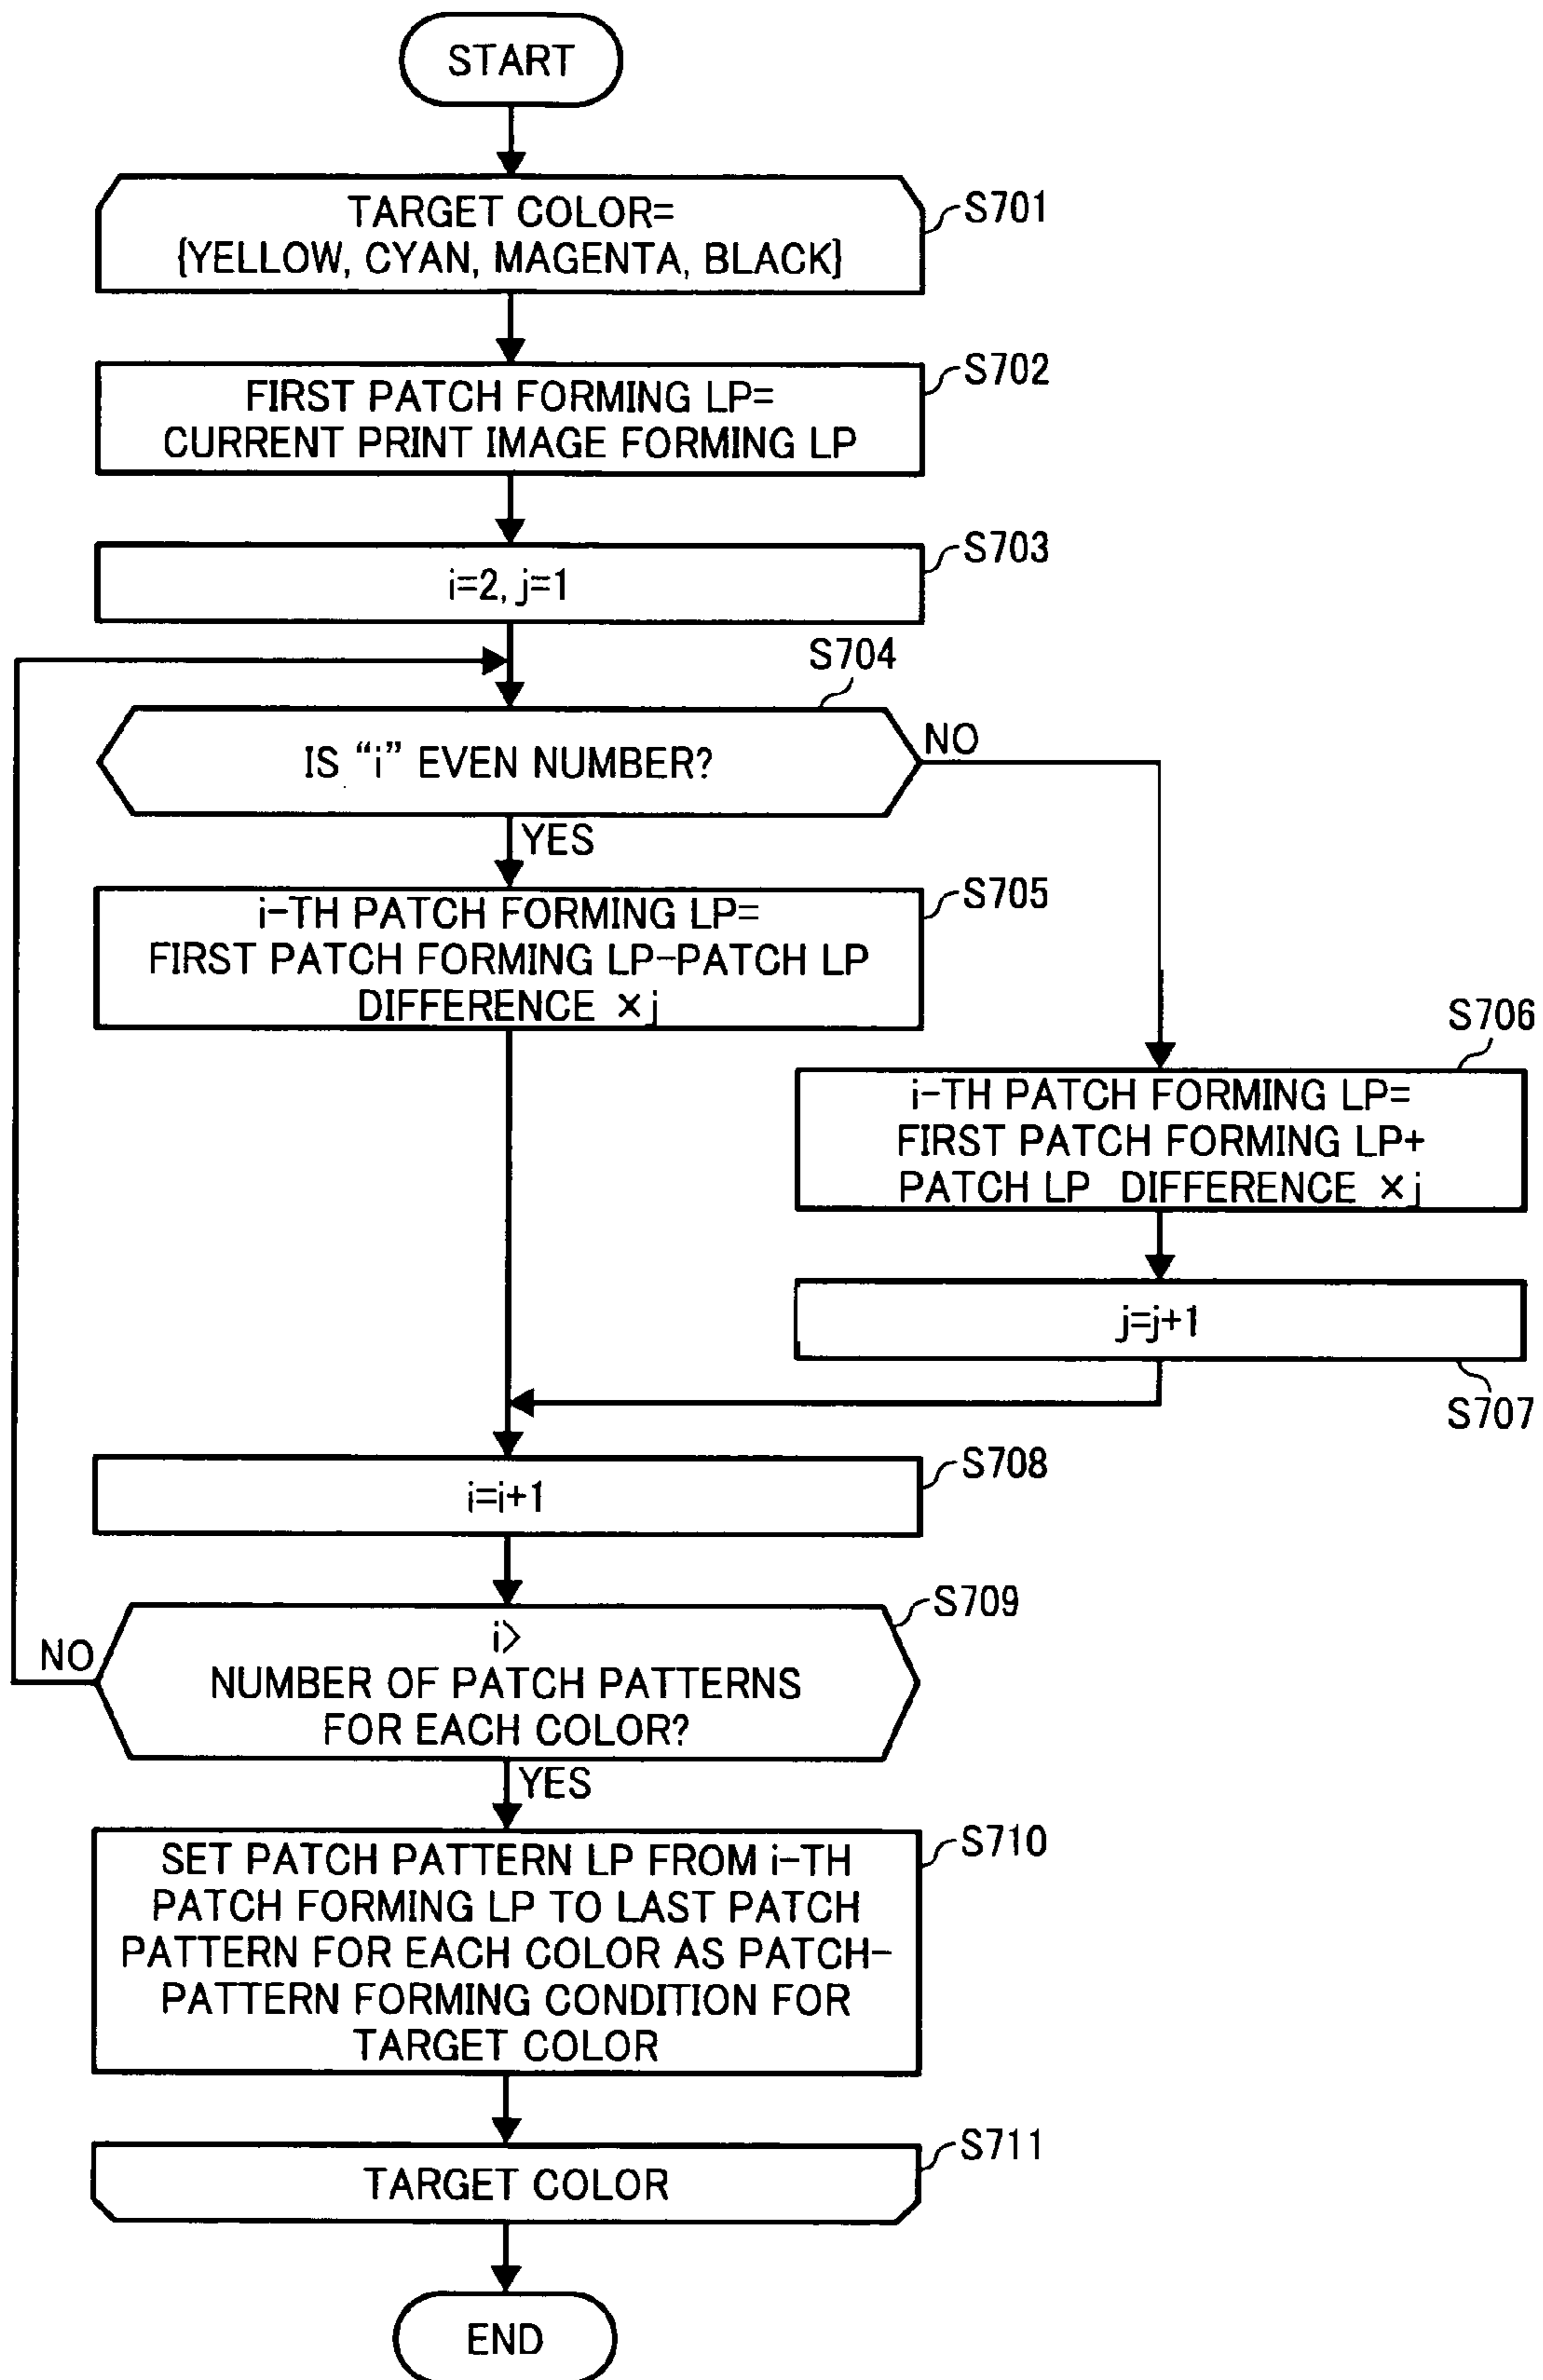 START
TARGET COLOR=
{YELLOW, CYAN, MAGENTA, BLACK}
S701
FIRST PATCH FORMING LP=
CURRENT PRINT IMAGE FORMING LP
S702
i=2, j=1
S703
S704
IS “i” EVEN NUMBER?
NO
YES
i-TH PATCH FORMING LP=
FIRST PATCH FORMING LP-PATCH LP
DIFFERENCE ×j
S705
S706
i-TH PATCH FORMING LP=
FIRST PATCH FORMING LP+
PATCH LP DIFFERENCE ×j
j=j+1
S707
i=i+1
S708
S709
i>
NUMBER OF PATCH PATTERNS
FOR EACH COLOR?
NO
YES
SET PATCH PATTERN LP FROM i-TH
PATCH FORMING LP TO LAST PATCH
PATTERN FOR EACH COLOR AS PATCH-
PATTERN FORMING CONDITION FOR
TARGET COLOR
S710
TARGET COLOR
S711
END